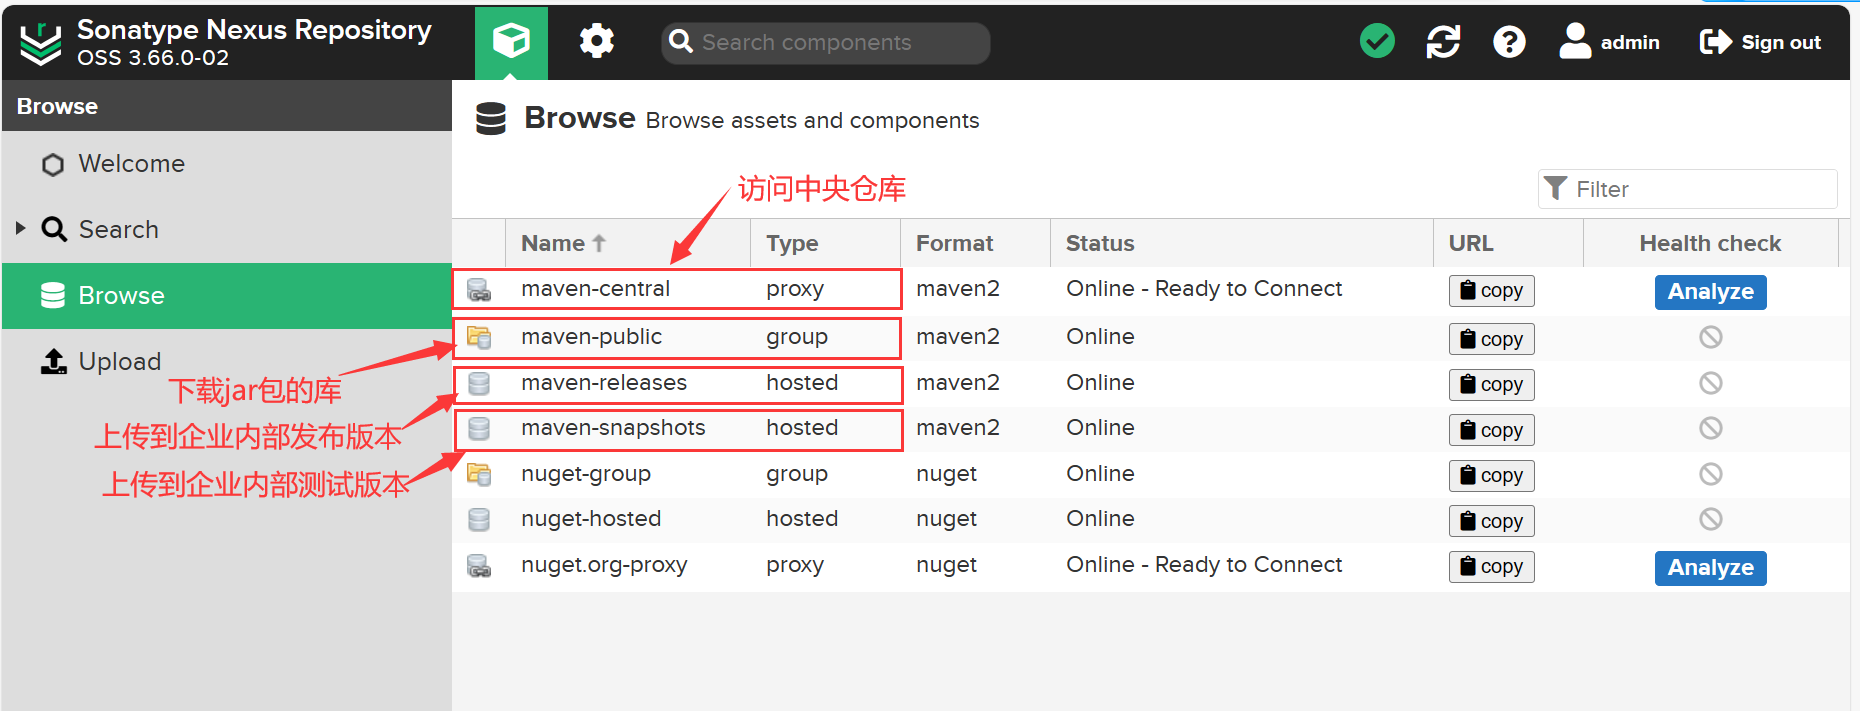 Sonatype Nexus Repository
OSS 3.66.0-02
Search components
admin
Sign out
Browse
Welcome
Search
Browse
Upload
Browse Browse assets and components
访问中央仓库
Filter
Name Type Format Status URL Health check
maven-central proxy maven2 Online - Ready to Connect copy Analyze
maven-public group maven2 Online copy
maven-releases hosted maven2 Online copy
maven-snapshots hosted maven2 Online copy
nuget-group group nuget Online copy
nuget-hosted hosted nuget Online copy
nuget.org-proxy proxy nuget Online - Ready to Connect copy Analyze
下载jar包的库
上传到企业内部发布版本
上传到企业内部测试版本